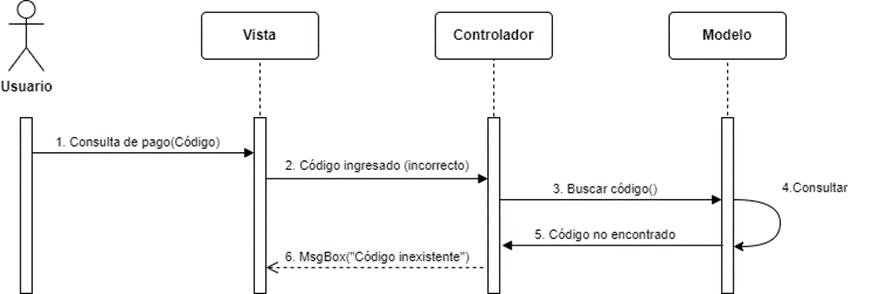 Usuario
Vista
Controlador
Modelo
1. Consulta de pago(Código)
2. Código ingresado (incorrecto)
3. Buscar código()
4.Consultar
5. Código no encontrado
6. MsgBox("Código inexistente")